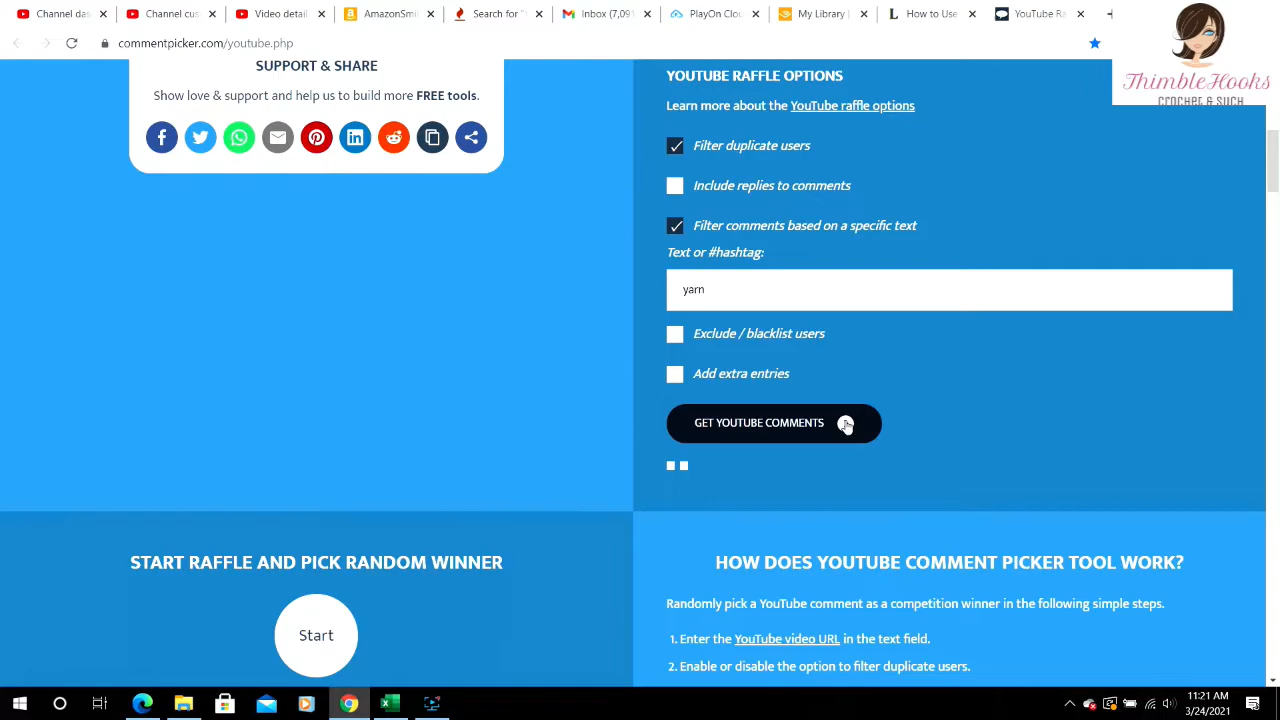 Channel das
Channel cus
Video detail
AmazonSmil
Search for "
Inbox (7,091
PlayOn Clou
My Library |
How to Use
YouTube Ra
commentpicker.com/youtube.php
ThimbleHooks
CROCHET & SUCH
SUPPORT & SHARE
Show love & support and help us to build more FREE tools.
YOUTUBE RAFFLE OPTIONS
Learn more about the YouTube raffle options
Filter duplicate users
Include replies to comments
Filter comments based on a specific text
Text or #hashtag:
yarn
Exclude / blacklist users
Add extra entries
GET YOUTUBE COMMENTS
START RAFFLE AND PICK RANDOM WINNER
Start
HOW DOES YOUTUBE COMMENT PICKER TOOL WORK?
Randomly pick a YouTube comment as a competition winner in the following simple steps.
1. Enter the YouTube video URL in the text field.
2. Enable or disable the option to filter duplicate users.
11:21 AM
3/24/2021